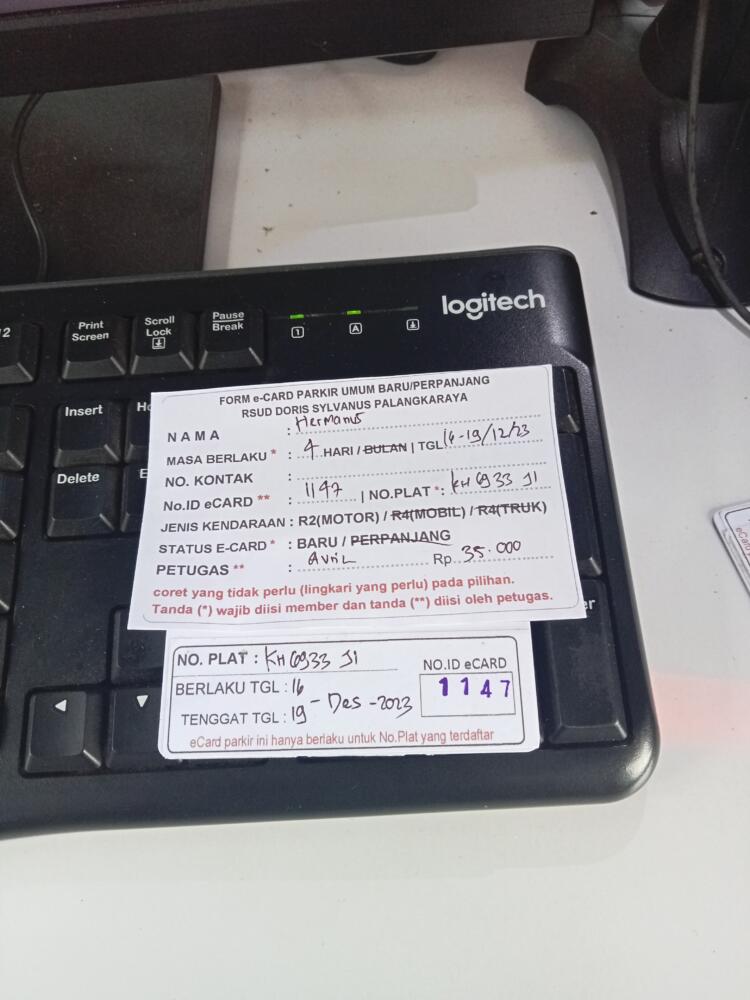 logitech
2
Print Screen
Scroll Lock
Pause Break
1
A
Insert
Delete
FORM e-CARD PARKIR UMUM BARU/PERPANJANG
RSUD DORIS SYLVANUS PALANGKARAYA
NAMA : Hermanus
MASA BERLAKU * : 4 HARI / BULAN | TGL 16-19/12/23
NO. KONTAK :
No.ID eCARD ** : 1147 | NO.PLAT *: KH 6933 JI
JENIS KENDARAAN : R2(MOTOR) / R4(MOBIL) / R4(TRUK)
STATUS E-CARD * : BARU / PERPANJANG
PETUGAS ** : Avril Rp. 35.000
coret yang tidak perlu (lingkari yang perlu) pada pilihan.
Tanda (*) wajib diisi member dan tanda (**) diisi oleh petugas.
er
NO. PLAT : KH 6933 JI
BERLAKU TGL : 16
TENGGAT TGL : 19 - Des - 2023
NO.ID eCARD
1147
eCard parkir ini hanya berlaku untuk No.Plat yang terdaftar